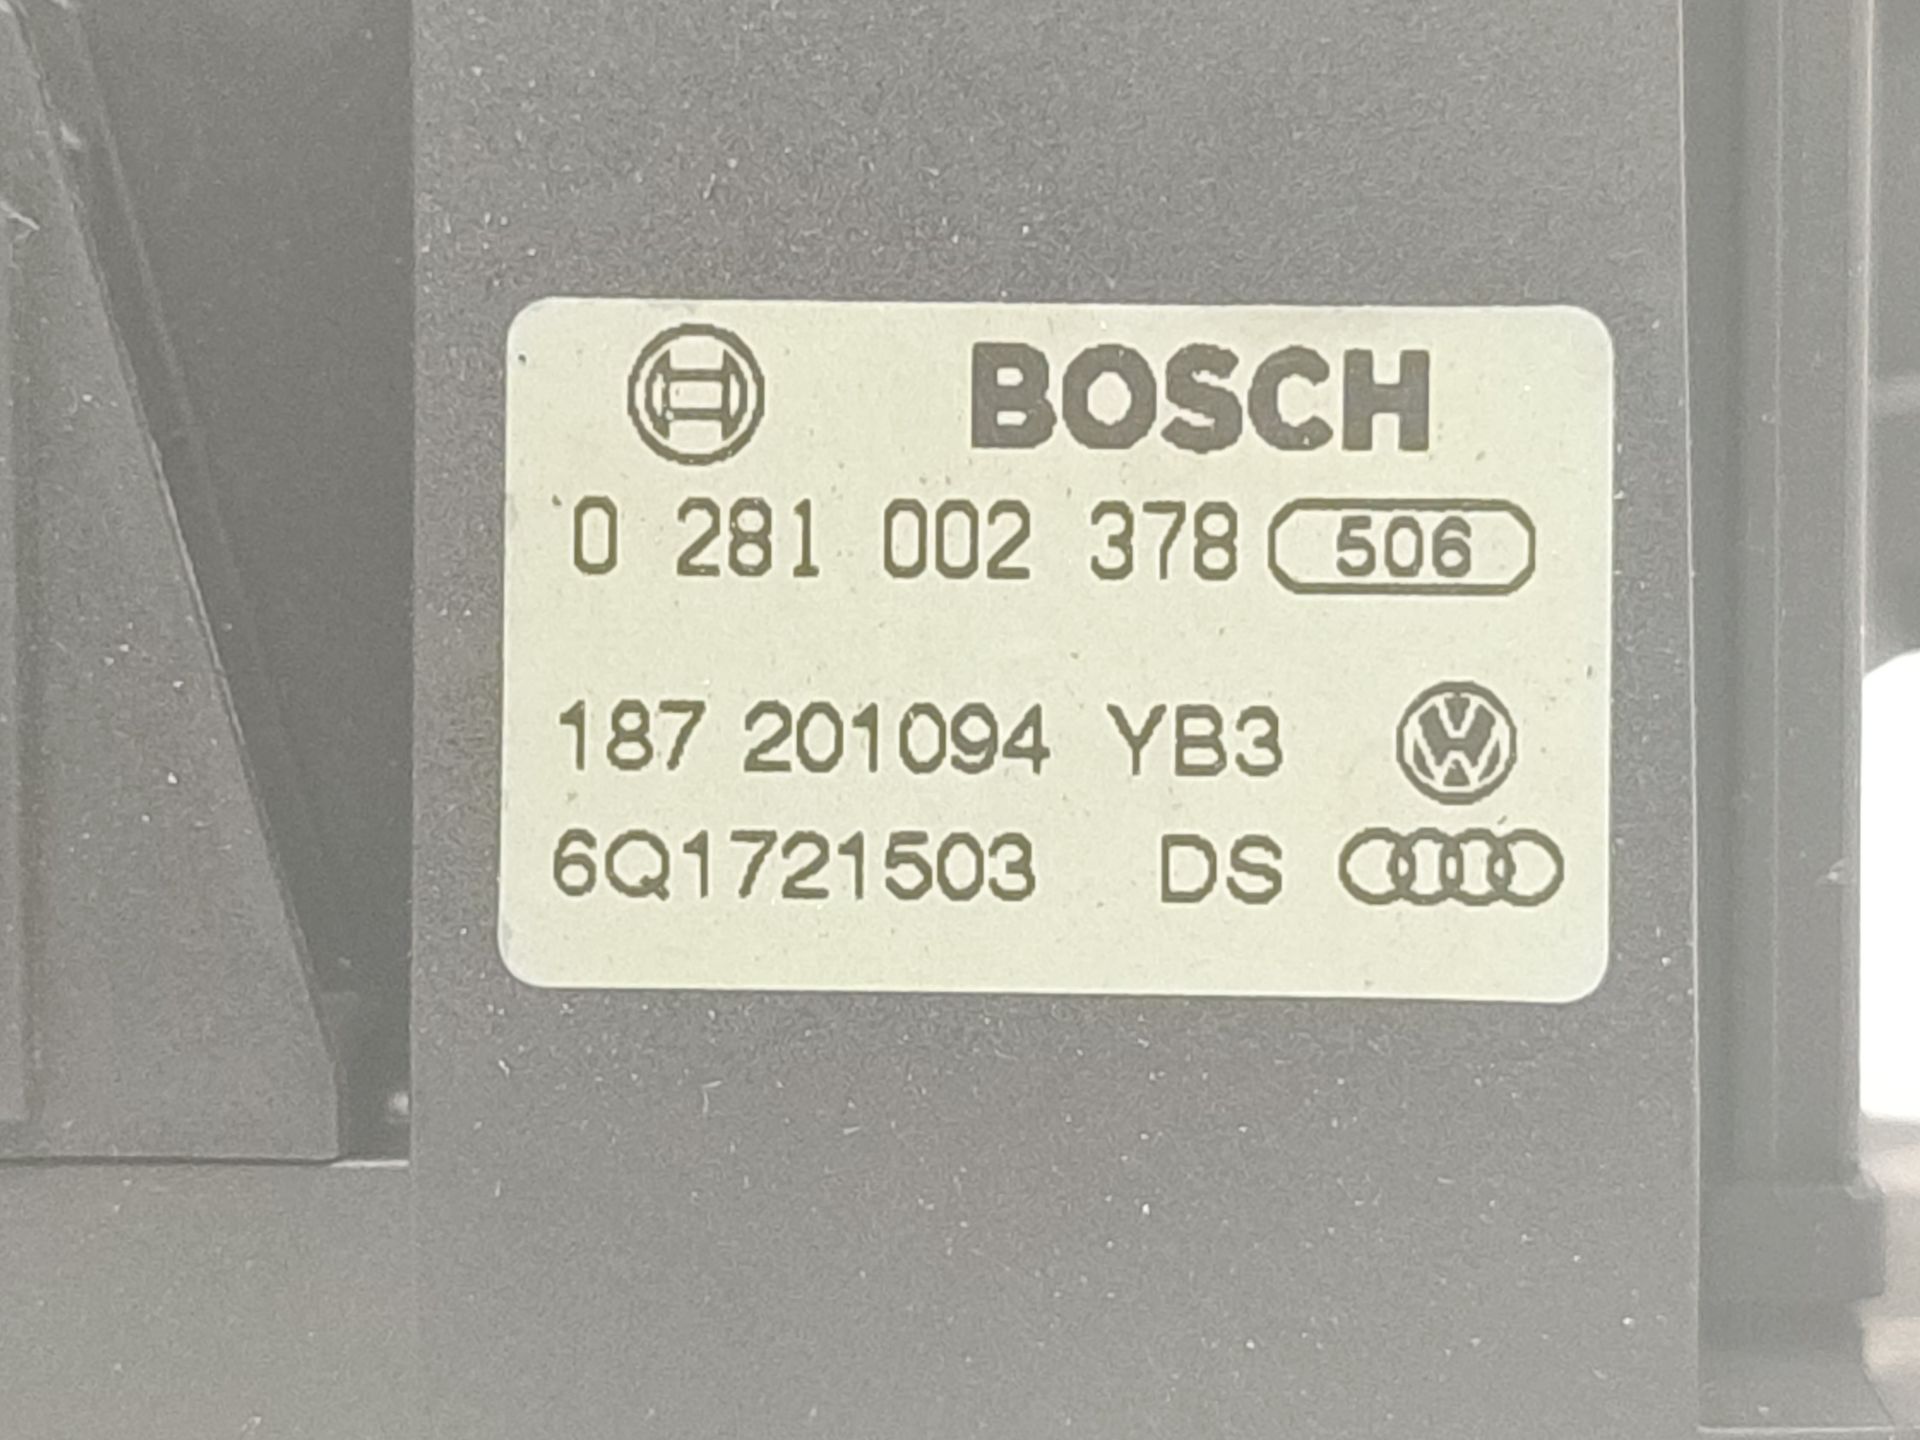 BOSCH
0 281 002 378 506
187 201094 YB3
6Q1721503 DS